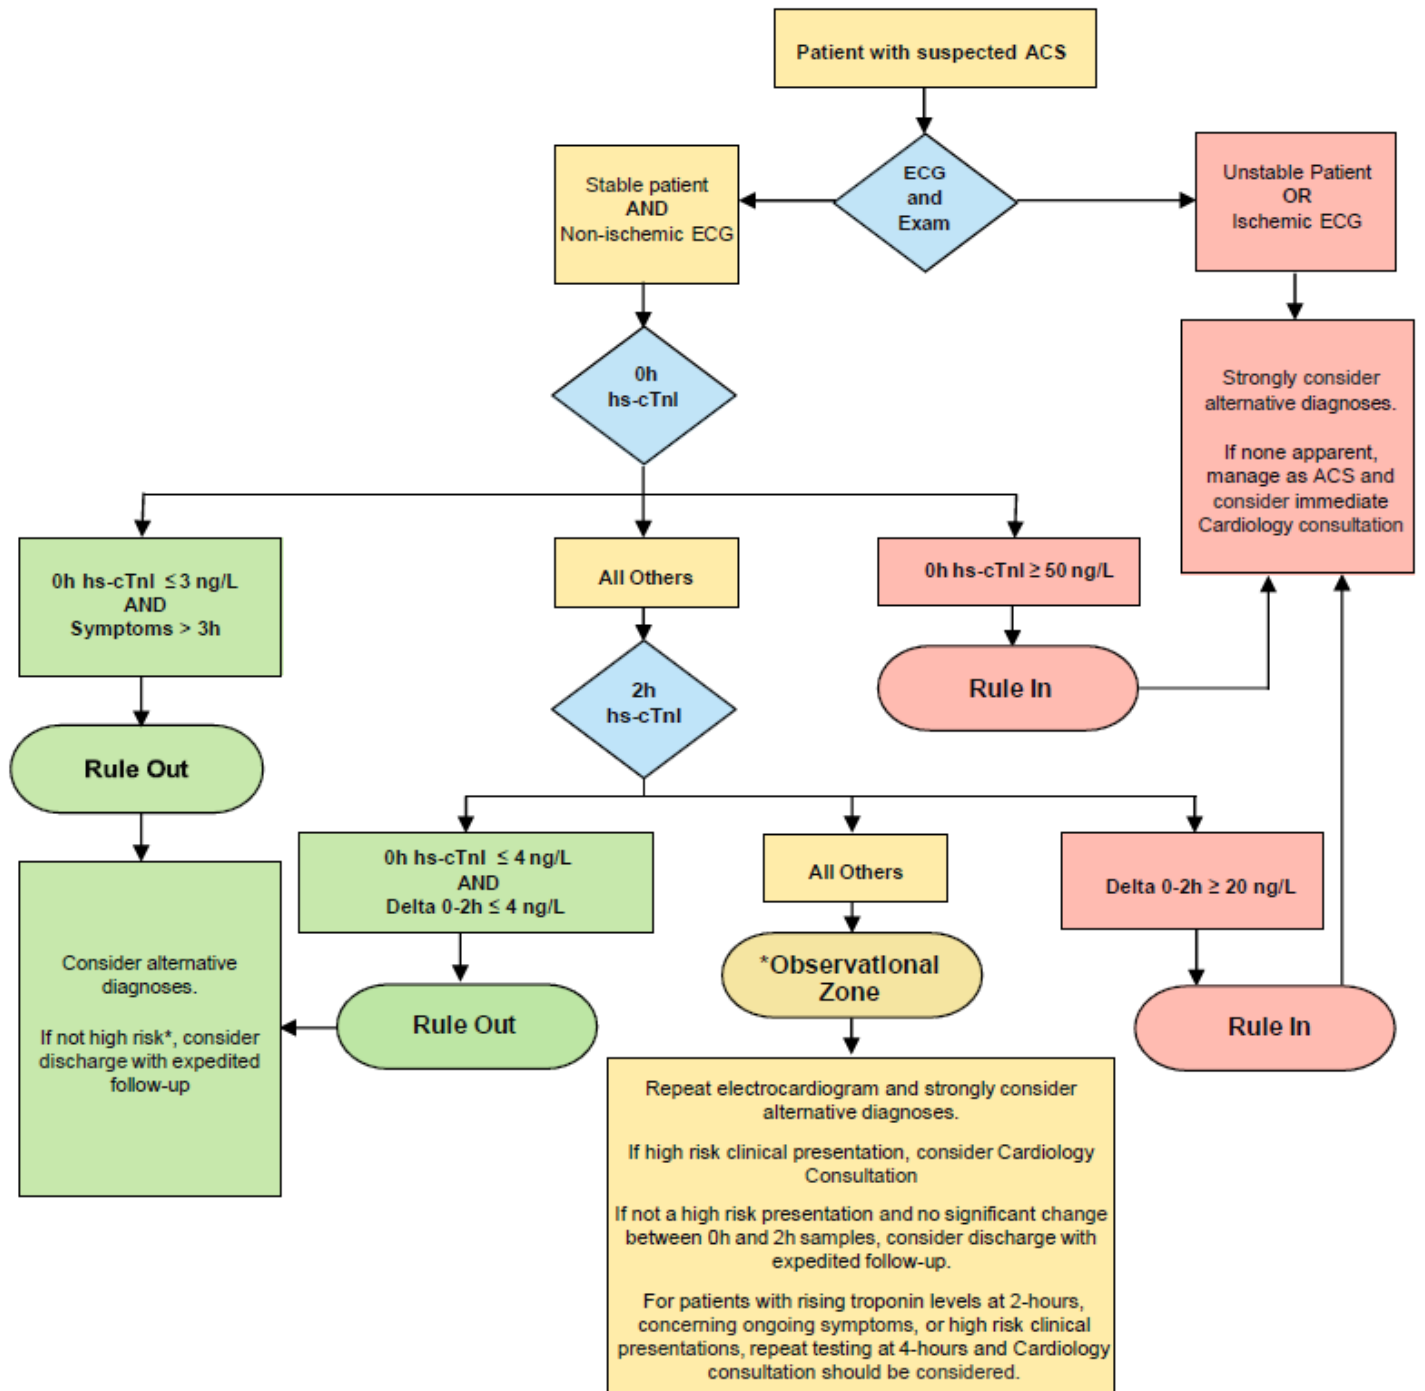 Patient with suspected ACS
ECG
and
Exam
Stable patient
AND
Non-ischemic ECG
Unstable Patient
OR
Ischemic ECG
0h
hs-cTnI
Strongly consider
alternative diagnoses.
If none apparent,
manage as ACS and
consider immediate
Cardiology consultation
0h hs-cTnI ≤ 3 ng/L
AND
Symptoms > 3h
All Others
0h hs-cTnI ≥ 50 ng/L
Rule In
2h
hs-cTnI
Rule Out
0h hs-cTnI ≤ 4 ng/L
AND
Delta 0-2h ≤ 4 ng/L
All Others
Delta 0-2h ≥ 20 ng/L
Consider alternative
diagnoses.
If not high risk*, consider
discharge with expedited
follow-up
Rule Out
*Observational
Zone
Rule In
Repeat electrocardiogram and strongly consider
alternative diagnoses.
If high risk clinical presentation, consider Cardiology
Consultation
If not a high risk presentation and no significant change
between 0h and 2h samples, consider discharge with
expedited follow-up.
For patients with rising troponin levels at 2-hours,
concerning ongoing symptoms, or high risk clinical
presentations, repeat testing at 4-hours and Cardiology
consultation should be considered.